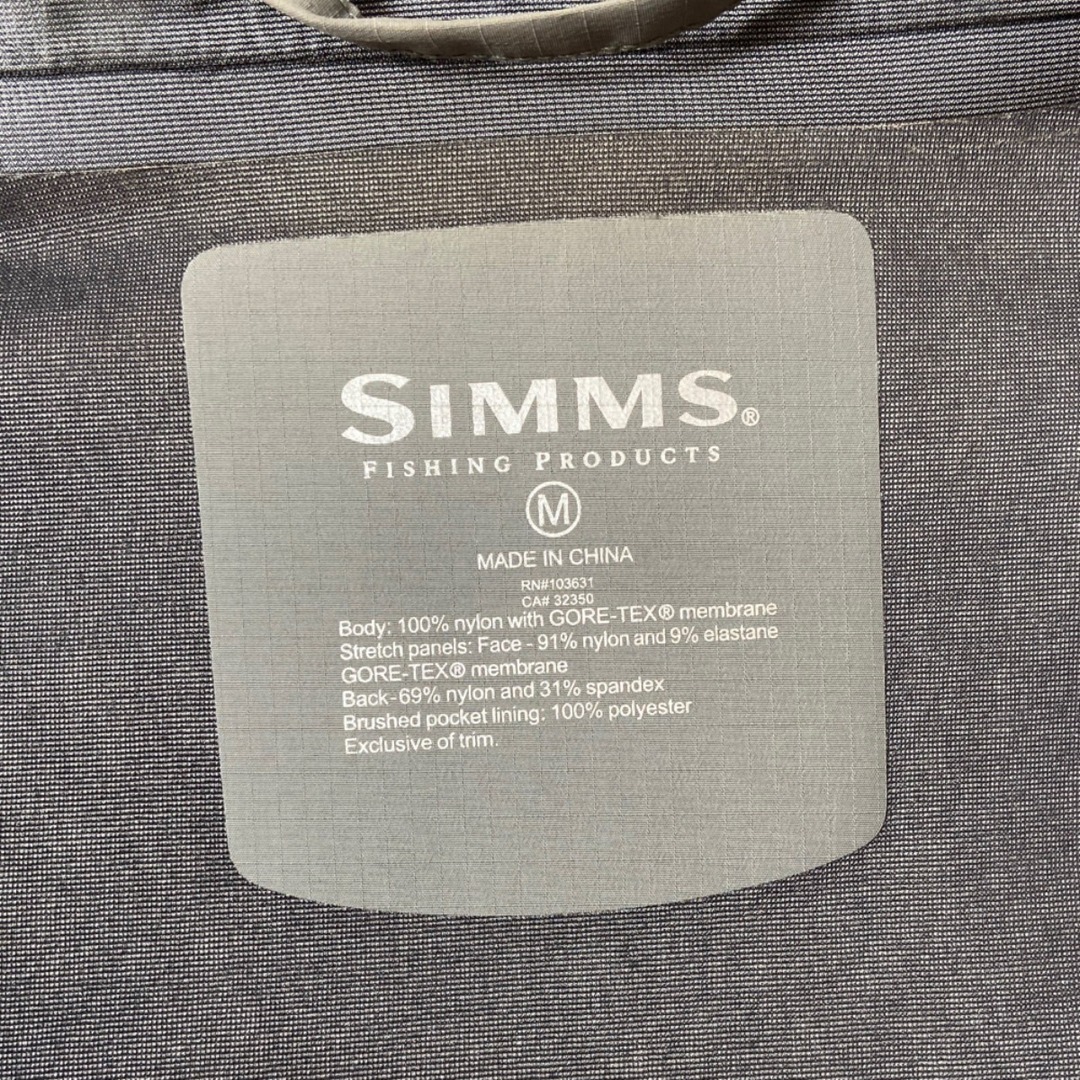 SIMMS®
FISHING PRODUCTS
M
MADE IN CHINA
RN#103631
CA# 32350
Body: 100% nylon with GORE-TEX® membrane
Stretch panels: Face - 91% nylon and 9% elastane
GORE-TEX® membrane
Back-69% nylon and 31% spandex
Brushed pocket lining: 100% polyester
Exclusive of trim.